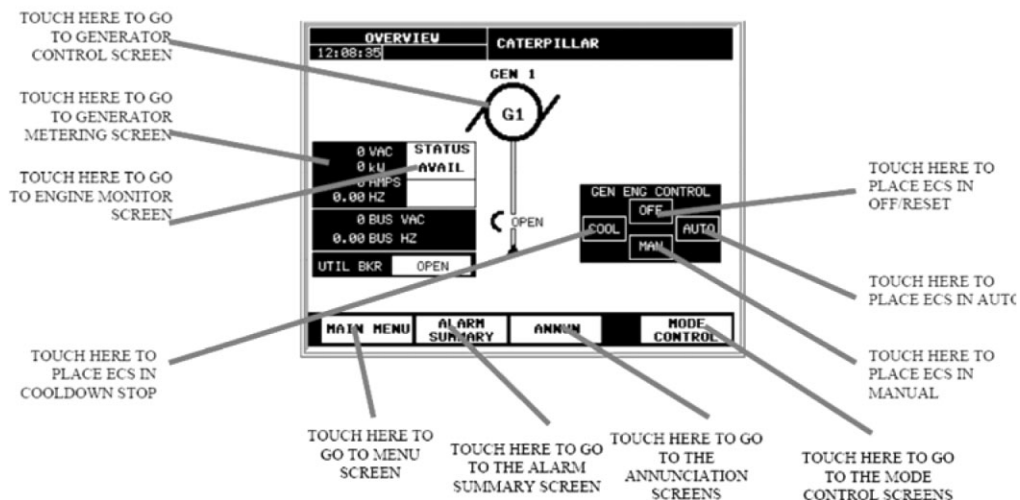 TOUCH HERE TO GO
TO GENERATOR
CONTROL SCREEN
TOUCH HERE TO GO
TO GENERATOR
METERING SCREEN
TOUCH HERE TO GO
TO ENGINE MONITOR
SCREEN
TOUCH HERE TO
PLACE ECS IN
COOLDOWN STOP
OVERVIEW
12:08:35
CATERPILLAR
GEN 1
G1
0 VAC
0 kW
0 AMPS
0.00 HZ
STATUS
AVAIL
0 BUS VAC
0.00 BUS HZ
UTIL BKR OPEN
OPEN
GEN ENG CONTROL
OFF
COOL
AUTO
MAN
MAIN MENU
ALARM
SUMMARY
ANNUN
MODE
CONTROL
TOUCH HERE TO
PLACE ECS IN
OFF/RESET
TOUCH HERE TO
PLACE ECS IN AUTO
TOUCH HERE TO
PLACE ECS IN
MANUAL
TOUCH HERE TO
GO TO MENU
SCREEN
TOUCH HERE TO GO
TO THE ALARM
SUMMARY SCREEN
TOUCH HERE TO GO
TO THE
ANNUNCIATION
SCREENS
TOUCH HERE TO GO
TO THE MODE
CONTROL SCREENS